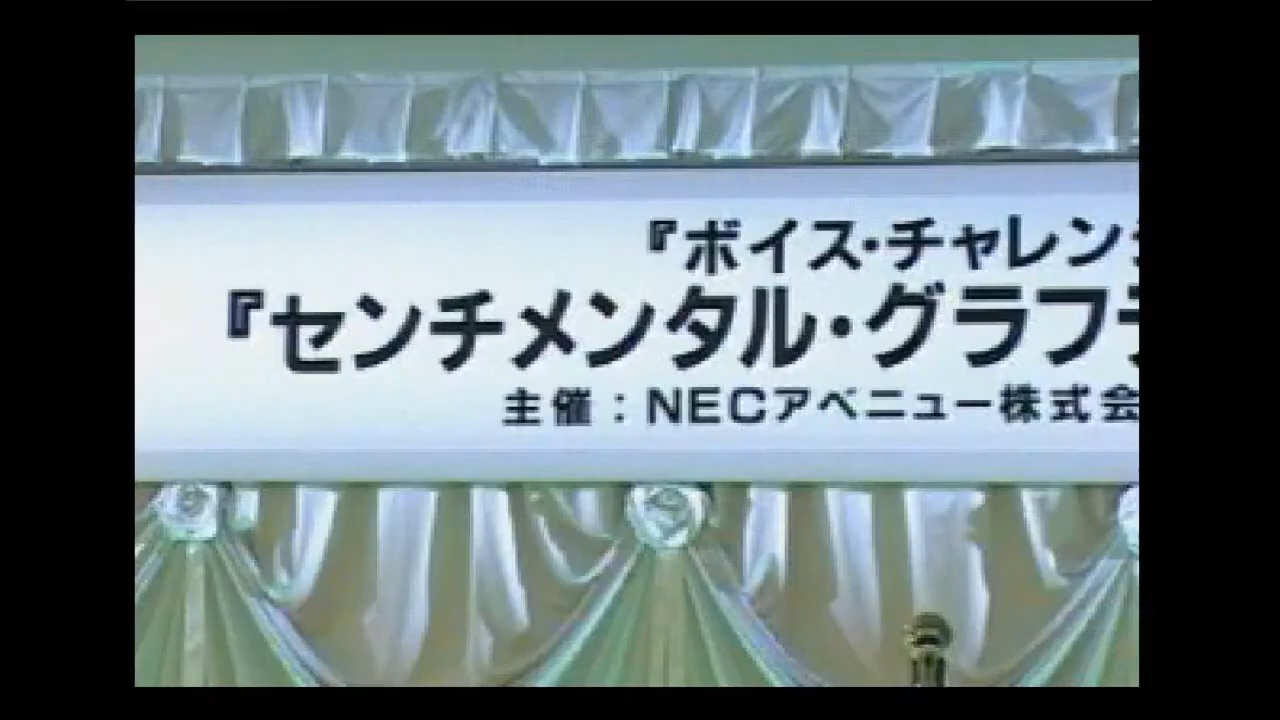 『ボイス・チャレン
『センチメンタル・グラフ
主催：NECアベニュー株式会